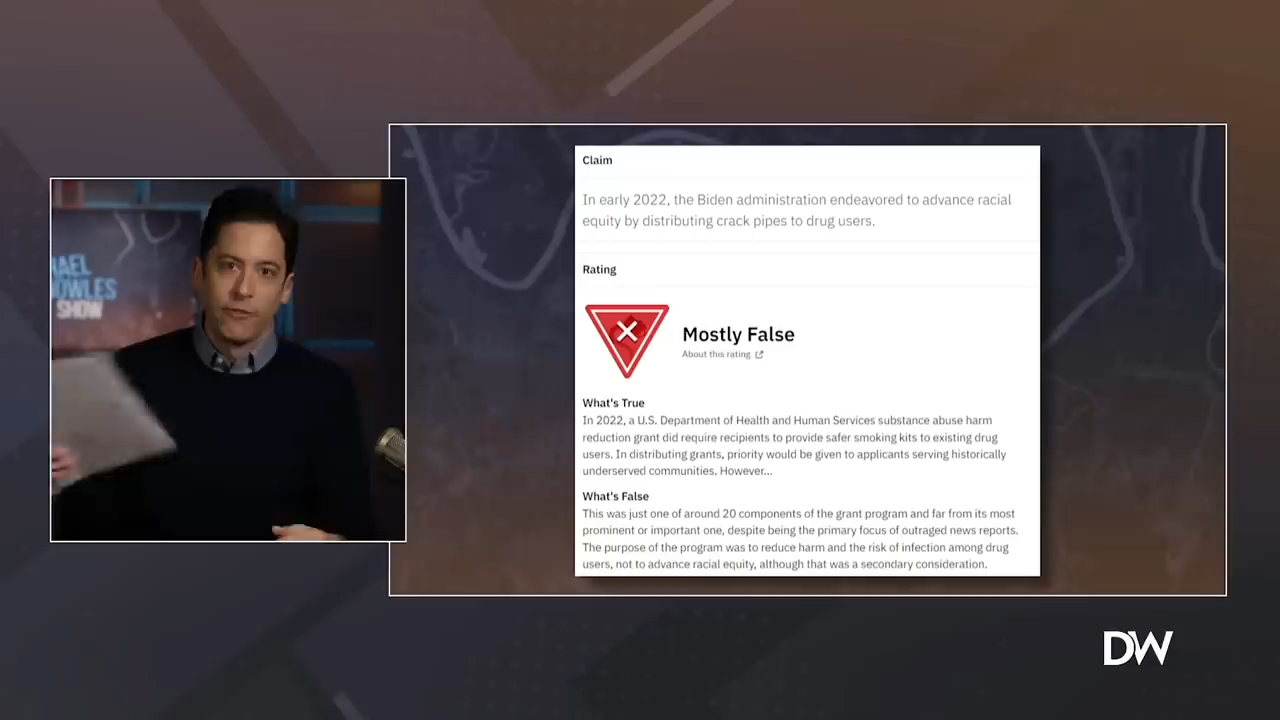 HAEL
NOWLES
SHOW
Claim
In early 2022, the Biden administration endeavored to advance racial
equity by distributing crack pipes to drug users.
Rating
Mostly False
About this rating
What's True
In 2022, a U.S. Department of Health and Human Services substance abuse harm
reduction grant did require recipients to provide safer smoking kits to existing drug
users. In distributing grants, priority would be given to applicants serving historically
underserved communities. However...
What's False
This was just one of around 20 components of the grant program and far from its most
prominent or important one, despite being the primary focus of outraged news reports.
The purpose of the program was to reduce harm and the risk of infection among drug
users, not to advance racial equity, although that was a secondary consideration.
DW